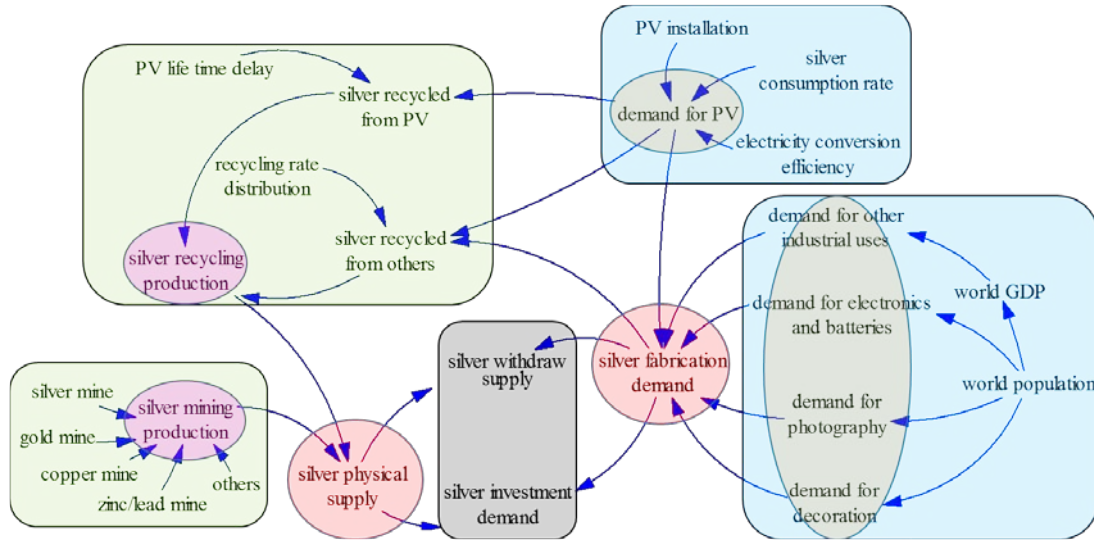 PV life time delay
silver recycled
from PV
recycling rate
distribution
silver recycled
from others
silver recycling
production
PV installation
silver
consumption rate
demand for PV
electricity conversion
efficiency
demand for other
industrial uses
world GDP
demand for electronics
and batteries
world population
demand for
photography
demand for
decoration
silver fabrication
demand
silver withdraw
supply
silver investment
demand
silver physical
supply
silver mine
silver mining
production
gold mine
copper mine
zinc/lead mine
others